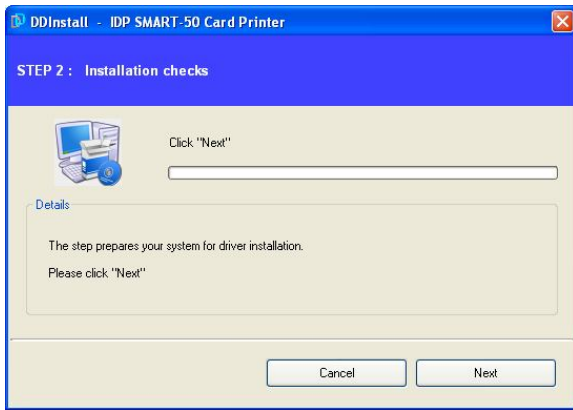 DDInstall - IDP SMART-50 Card Printer
STEP 2 : Installation checks
Click "Next"
Details
The step prepares your system for driver installation.
Please click "Next"
Cancel Next